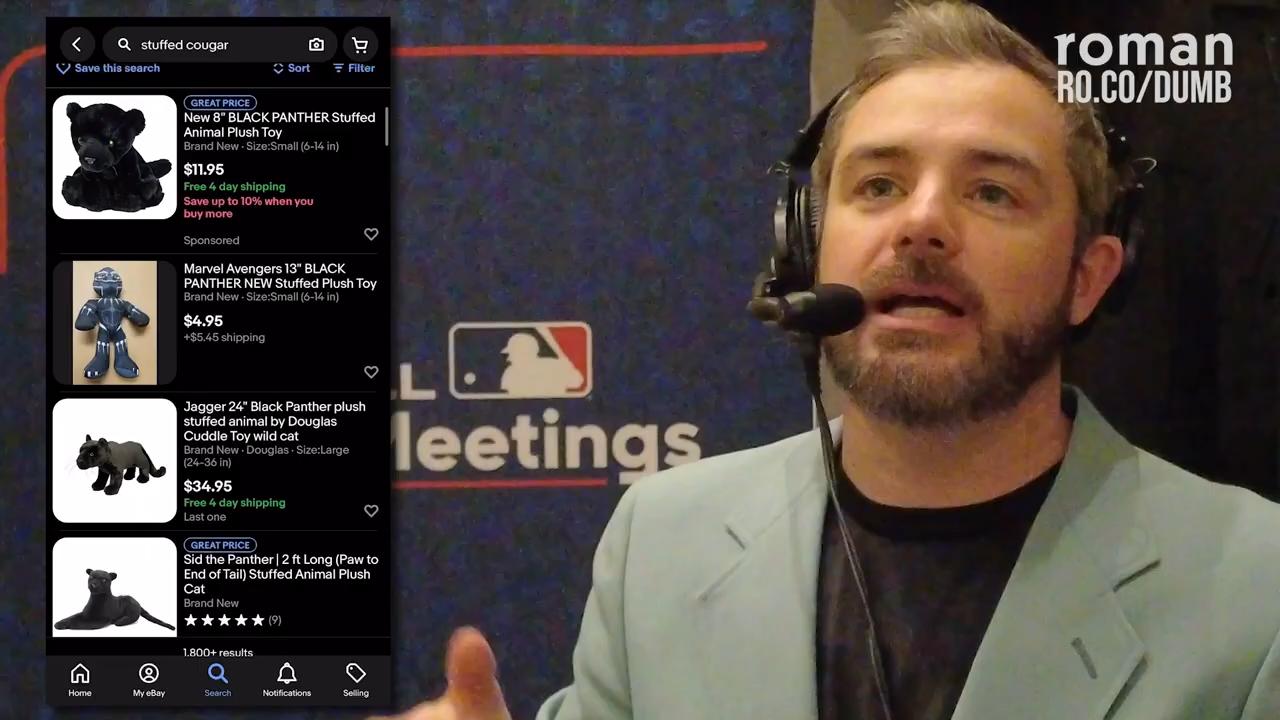 stuffed cougar
Save this search
Sort
Filter
GREAT PRICE
New 8" BLACK PANTHER Stuffed
Animal Plush Toy
Brand New · Size:Small (6-14 in)
$11.95
Free 4 day shipping
Save up to 10% when you
buy more
Sponsored
Marvel Avengers 13" BLACK
PANTHER NEW Stuffed Plush Toy
Brand New · Size:Small (6-14 in)
$4.95
+$5.45 shipping
Jagger 24" Black Panther plush
stuffed animal by Douglas
Cuddle Toy wild cat
Brand New · Douglas · Size:Large
(24-36 in)
$34.95
Free 4 day shipping
Last one
GREAT PRICE
Sid the Panther | 2 ft Long (Paw to
End of Tail) Stuffed Animal Plush
Cat
Brand New
(9)
1,800+ results
Home
My eBay
Search
Notifications
Selling
Meetings
roman
RO.CO/DUMB